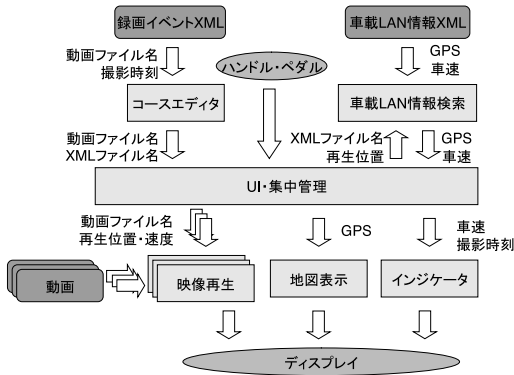 録画イベントXML
車載LAN情報XML
動画ファイル名
撮影時刻
ハンドル・ペダル
GPS
車速
コースエディタ
車載LAN情報検索
動画ファイル名
XMLファイル名
XMLファイル名
再生位置
GPS
車速
UI・集中管理
動画ファイル名
再生位置・速度
GPS
車速
撮影時刻
動画
映像再生
地図表示
インジケータ
ディスプレイ